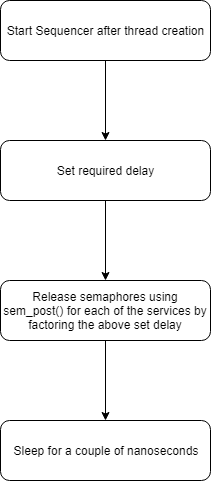 Start Sequencer after thread creation
Set required delay
Release semaphores using
sem_post() for each of the services by
factoring the above set delay
Sleep for a couple of nanoseconds